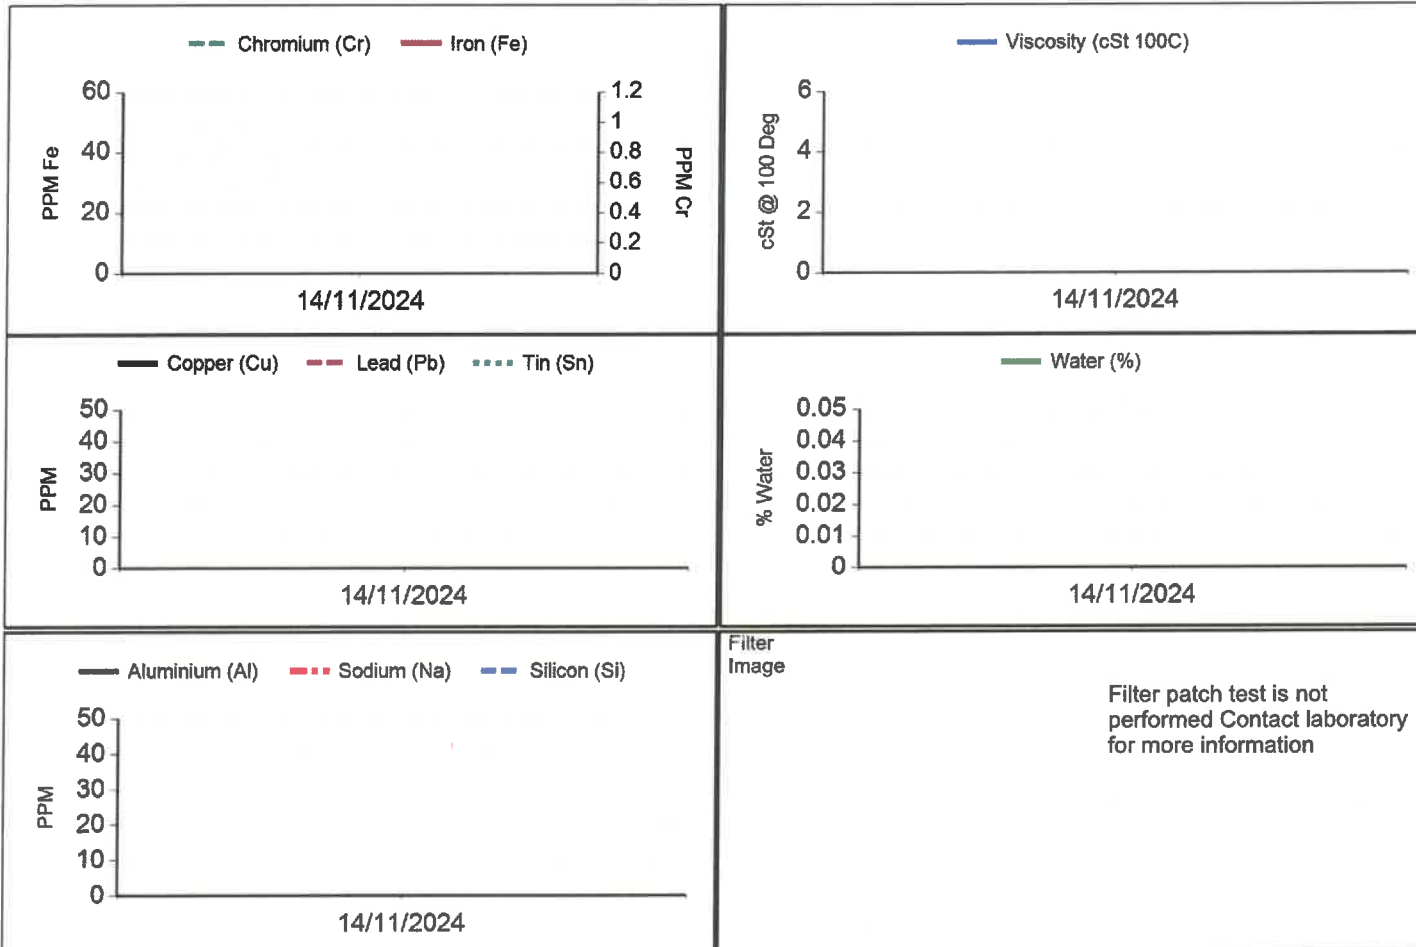 Chromium (Cr) Iron (Fe)
PPM Fe
60
40
20
0
1.2
1
0.8
0.6
0.4
0.2
0
PPM Cr
14/11/2024
Viscosity (cSt 100C)
cSt @ 100 Deg
6
4
2
0
14/11/2024
Copper (Cu) Lead (Pb) Tin (Sn)
PPM
50
40
30
20
10
0
14/11/2024
Water (%)
% Water
0.05
0.04
0.03
0.02
0.01
0
14/11/2024
Aluminium (Al) Sodium (Na) Silicon (Si)
PPM
50
40
30
20
10
0
14/11/2024
Filter
Image
Filter patch test is not
performed Contact laboratory
for more information